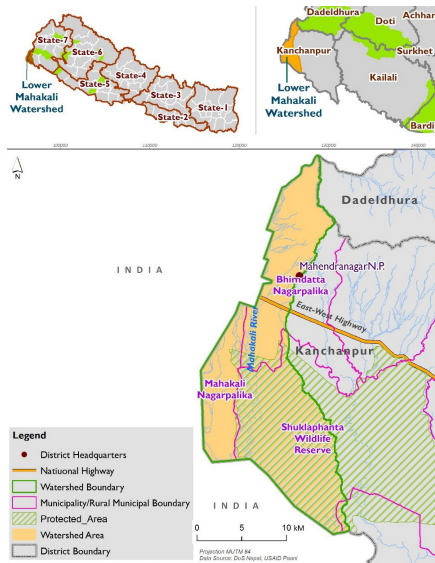 State-7
State-6
State-4
State-5
State-3
State-1
State-2
Lower
Mahakali
Watershed
Dadeldhura
Achhar
Doti
Kanchanpur
Surkhet
Kailali
Lower
Mahakali
Watershed
Bardi
N
Dadeldhura
INDIA
Mahendranagar N.P.
Bhimdatta
Nagarpalika
East-West Highway
Mahakali River
Kanchanpur
Mahakali
Nagarpalika
Shuklaphanta
Wildlife
Reserve
Legend
District Headquarters
Natiuonal Highway
Watershed Boundary
Municipality/Rural Municipal Boundary
Protected_Area
Watershed Area
District Boundary
INDIA
0 5 10 kM
Projection MUTM 84
Data Source: DoS Nepal, USAID Paani